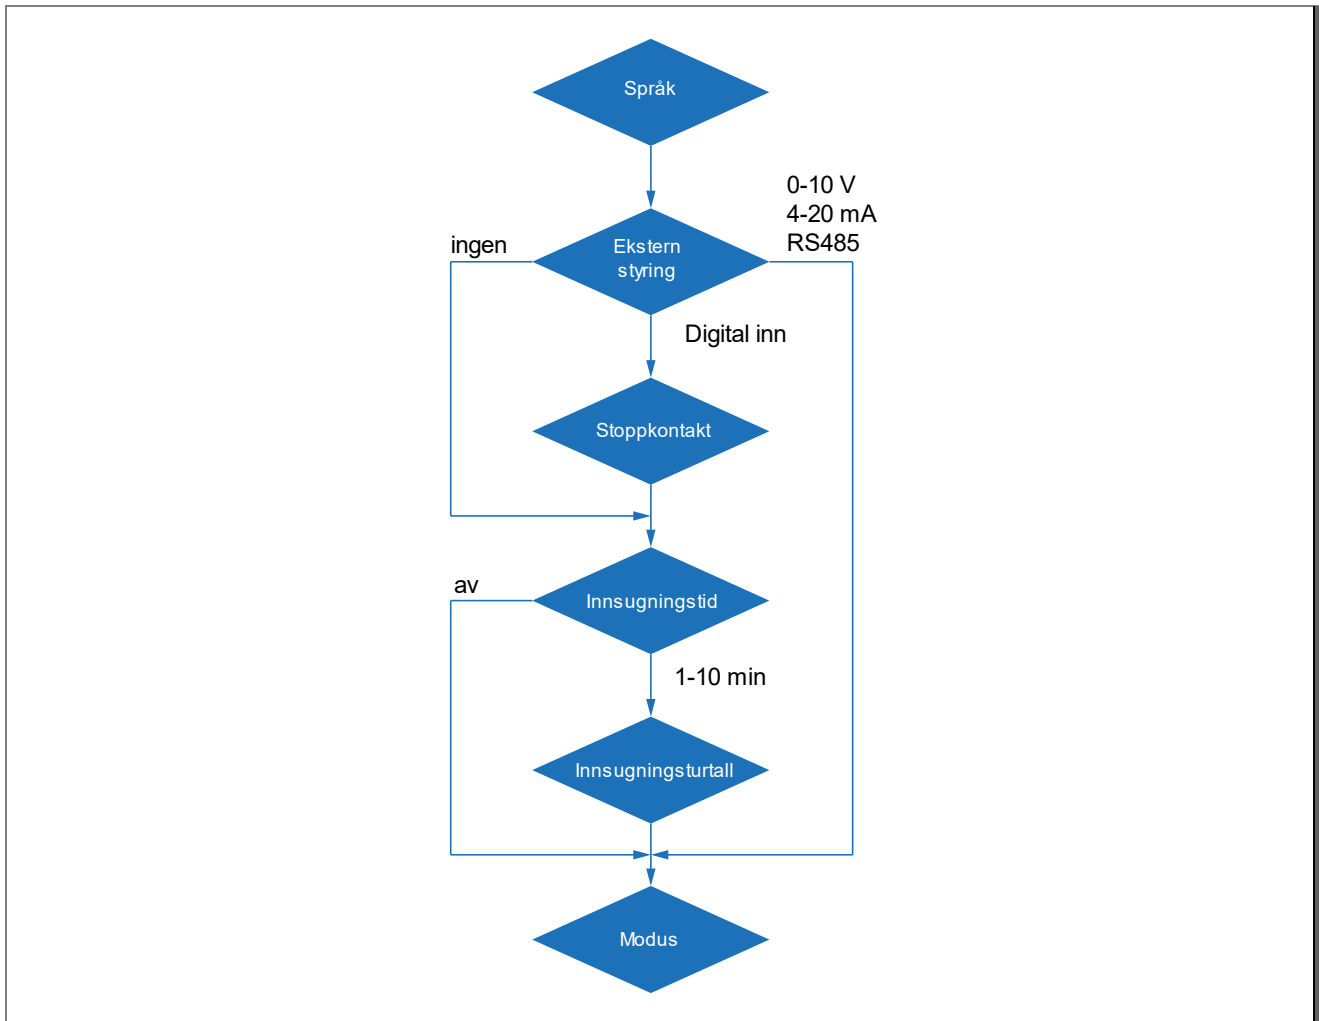 Språk
0-10 V
4-20 mA
RS485
ingen
Ekstern
styring
Digital inn
Stoppkontakt
av
Innsugningstid
1-10 min
Innsugningsturtall
Modus